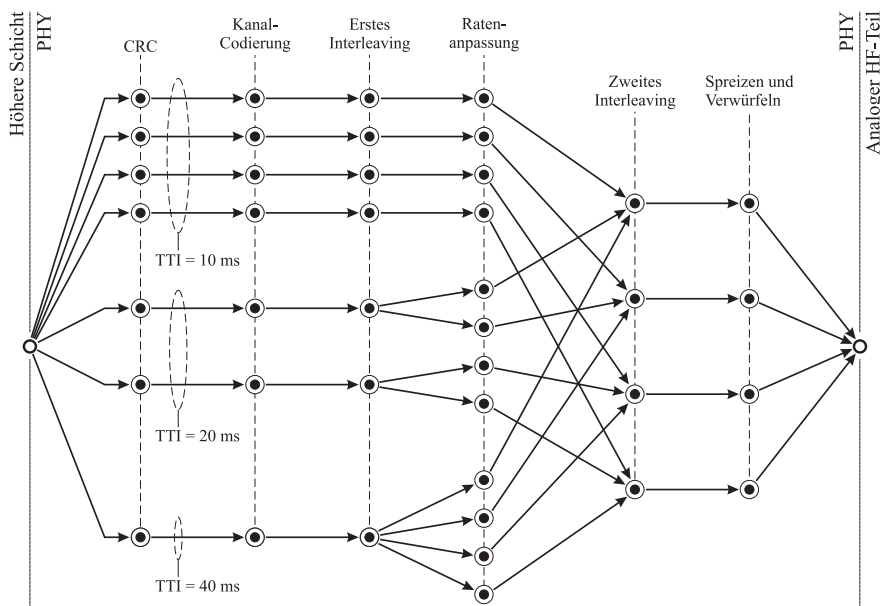 Höhere Schicht
PHY
CRC
Kanal-
Codierung
Erstes
Interleaving
Raten-
anpassung
Zweites
Interleaving
Spreizen und
Verwürfeln
PHY
Analoger HF-Teil
TTI = 10 ms
TTI = 20 ms
TTI = 40 ms